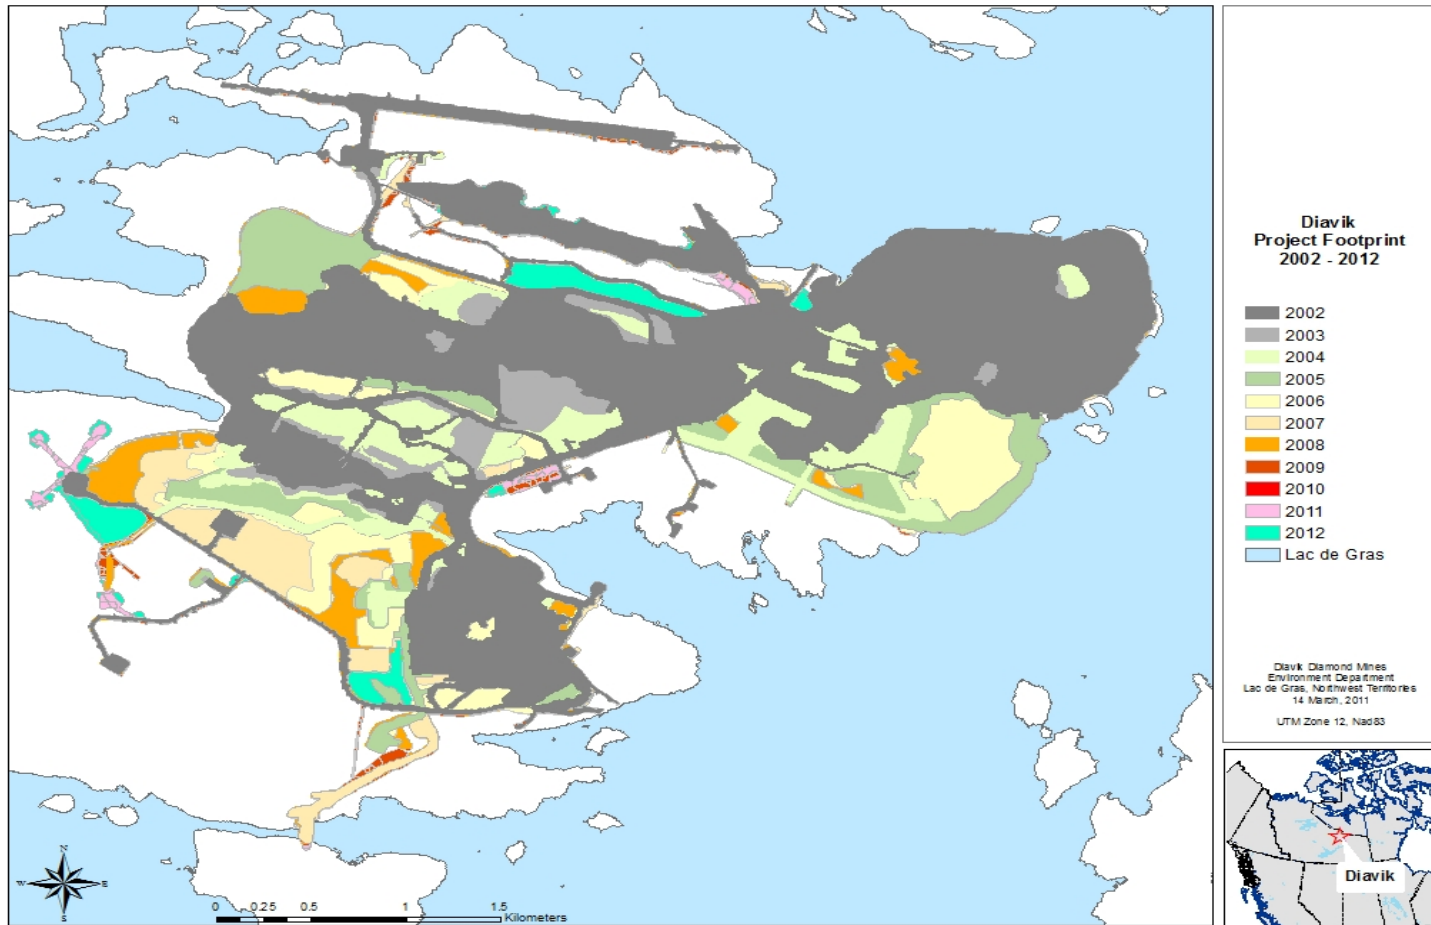 Diavik
Project Footprint
2002 - 2012
2002
2003
2004
2005
2006
2007
2008
2009
2010
2011
2012
Lac de Gras
Diavik Diamond Mines
Environment Department
Lac de Gras, Northwest Territories
14 March, 2011
UTM Zone 12, Nad83
Diavik
N
W E
S
0 0.25 0.5 1 1.5
Kilometers